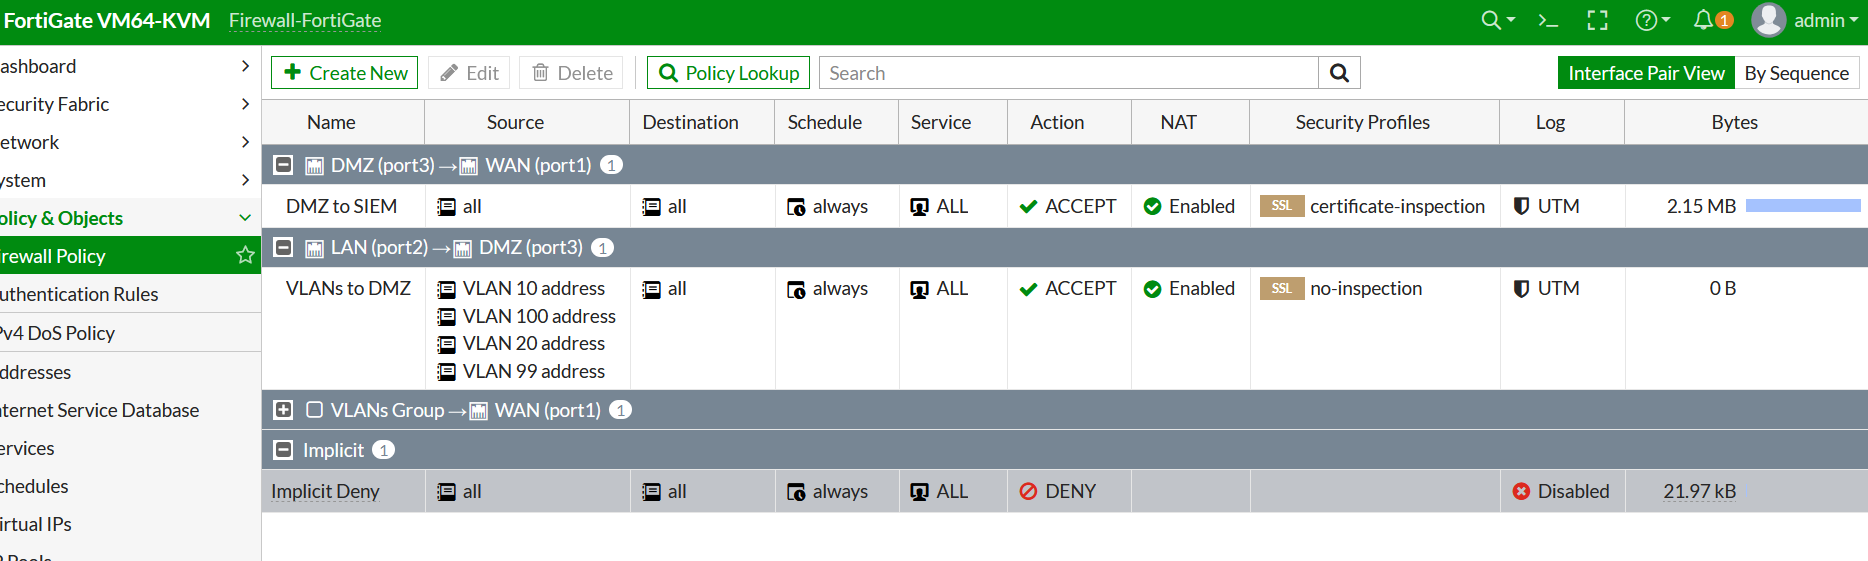 FortiGate VM64-KVM Firewall-FortiGate 1 admin
ashboard
ecurity Fabric
etwork
ystem
olicy & Objects
irewall Policy
uthentication Rules
Pv4 DoS Policy
ddresses
nternet Service Database
ervices
chedules
irtual IPs
P Pools
Create New Edit Delete Policy Lookup Search Interface Pair View By Sequence
Name Source Destination Schedule Service Action NAT Security Profiles Log Bytes
DMZ (port3) → WAN (port1) 1
DMZ to SIEM all all always ALL ACCEPT Enabled SSL certificate-inspection UTM 2.15 MB
LAN (port2) → DMZ (port3) 1
VLANs to DMZ VLAN 10 address all always ALL ACCEPT Enabled SSL no-inspection UTM 0 B
VLAN 100 address
VLAN 20 address
VLAN 99 address
VLANs Group → WAN (port1) 1
Implicit 1
Implicit Deny all all always ALL DENY Disabled 21.97 kB